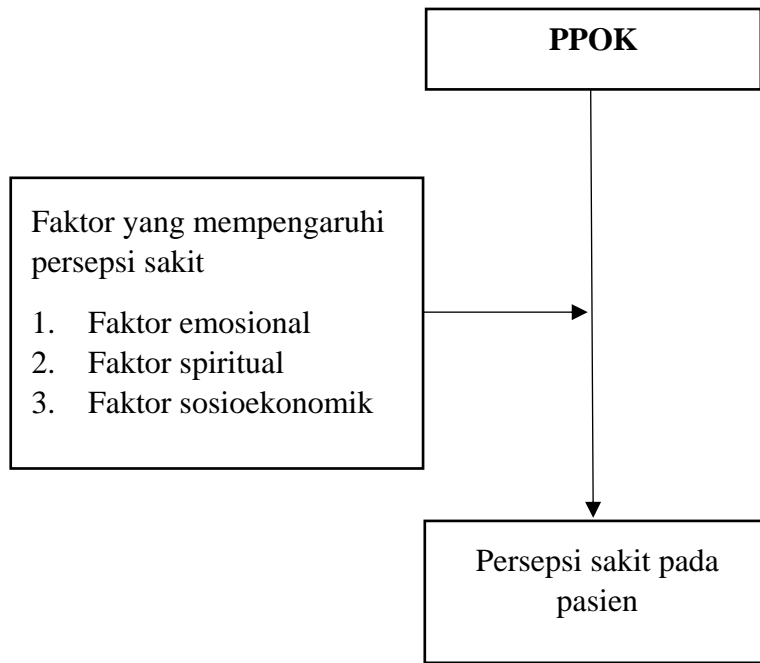 PPOK
Faktor yang mempengaruhi
persepsi sakit
1. Faktor emosional
2. Faktor spiritual
3. Faktor sosioekonomik
Persepsi sakit pada
pasien